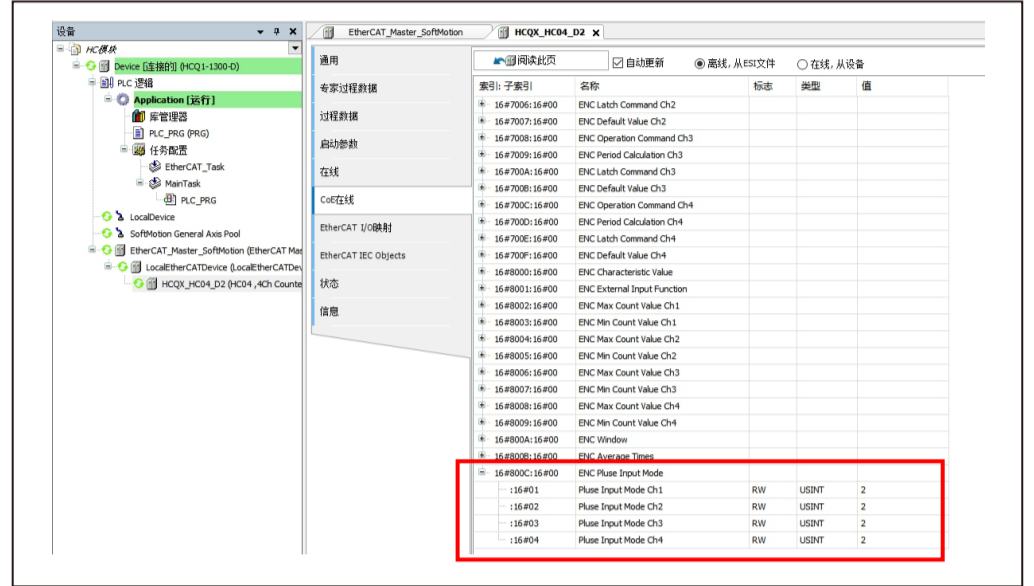 设备
HC模块
Device [连接的] (HCQ1-1300-D)
PLC 逻辑
Application [运行]
库管理器
PLC_PRG (PRG)
任务配置
EtherCAT_Task
MainTask
PLC_PRG
LocalDevice
SoftMotion General Axis Pool
EtherCAT_Master_SoftMotion (EtherCAT Mas
LocalEtherCATDevice (LocalEtherCATDev
HCQX_HC04_D2 (HC04 ,4Ch Counte
EtherCAT_Master_SoftMotion
HCQX_HC04_D2
通用
专家过程数据
过程数据
启动参数
在线
CoE在线
EtherCAT I/O映射
EtherCAT IEC Objects
状态
信息
阅读此页 自动更新 离线, 从ESI文件 在线, 从设备
索引: 子索引 名称 标志 类型 值
16#7006:16#00 ENC Latch Command Ch2
16#7007:16#00 ENC Default Value Ch2
16#7008:16#00 ENC Operation Command Ch3
16#7009:16#00 ENC Period Calculation Ch3
16#700A:16#00 ENC Latch Command Ch3
16#700B:16#00 ENC Default Value Ch3
16#700C:16#00 ENC Operation Command Ch4
16#700D:16#00 ENC Period Calculation Ch4
16#700E:16#00 ENC Latch Command Ch4
16#700F:16#00 ENC Default Value Ch4
16#8000:16#00 ENC Characteristic Value
16#8001:16#00 ENC External Input Function
16#8002:16#00 ENC Max Count Value Ch1
16#8003:16#00 ENC Min Count Value Ch1
16#8004:16#00 ENC Max Count Value Ch2
16#8005:16#00 ENC Min Count Value Ch2
16#8006:16#00 ENC Max Count Value Ch3
16#8007:16#00 ENC Min Count Value Ch3
16#8008:16#00 ENC Max Count Value Ch4
16#8009:16#00 ENC Min Count Value Ch4
16#800A:16#00 ENC Window
16#800B:16#00 ENC Average Times
16#800C:16#00 ENC Pluse Input Mode
:16#01 Pluse Input Mode Ch1 RW USINT 2
:16#02 Pluse Input Mode Ch2 RW USINT 2
:16#03 Pluse Input Mode Ch3 RW USINT 2
:16#04 Pluse Input Mode Ch4 RW USINT 2